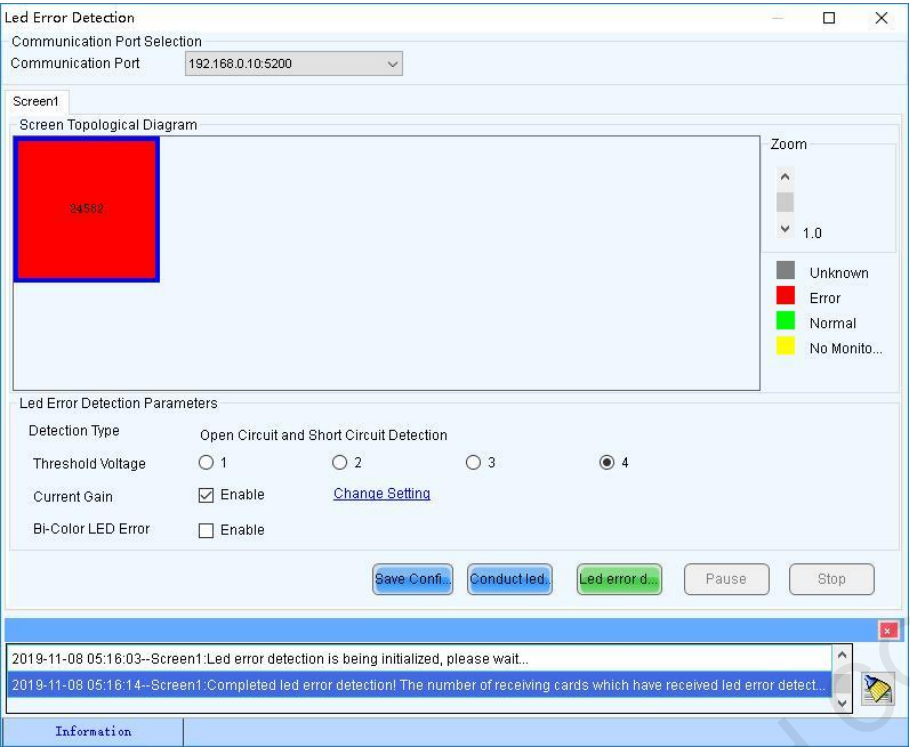 Led Error Detection
Communication Port Selection
Communication Port 192.168.0.10:5200
Screen1
Screen Topological Diagram
Zoom
24582
1.0
Unknown
Error
Normal
No Monito...
Led Error Detection Parameters
Detection Type Open Circuit and Short Circuit Detection
Threshold Voltage 1 2 3 4
Current Gain Enable Change Setting
Bi-Color LED Error Enable
Save Confi... Conduct led... Led error d... Pause Stop
2019-11-08 05:16:03--Screen1:Led error detection is being initialized, please wait...
2019-11-08 05:16:14--Screen1:Completed led error detection! The number of receiving cards which have received led error detect...
Information